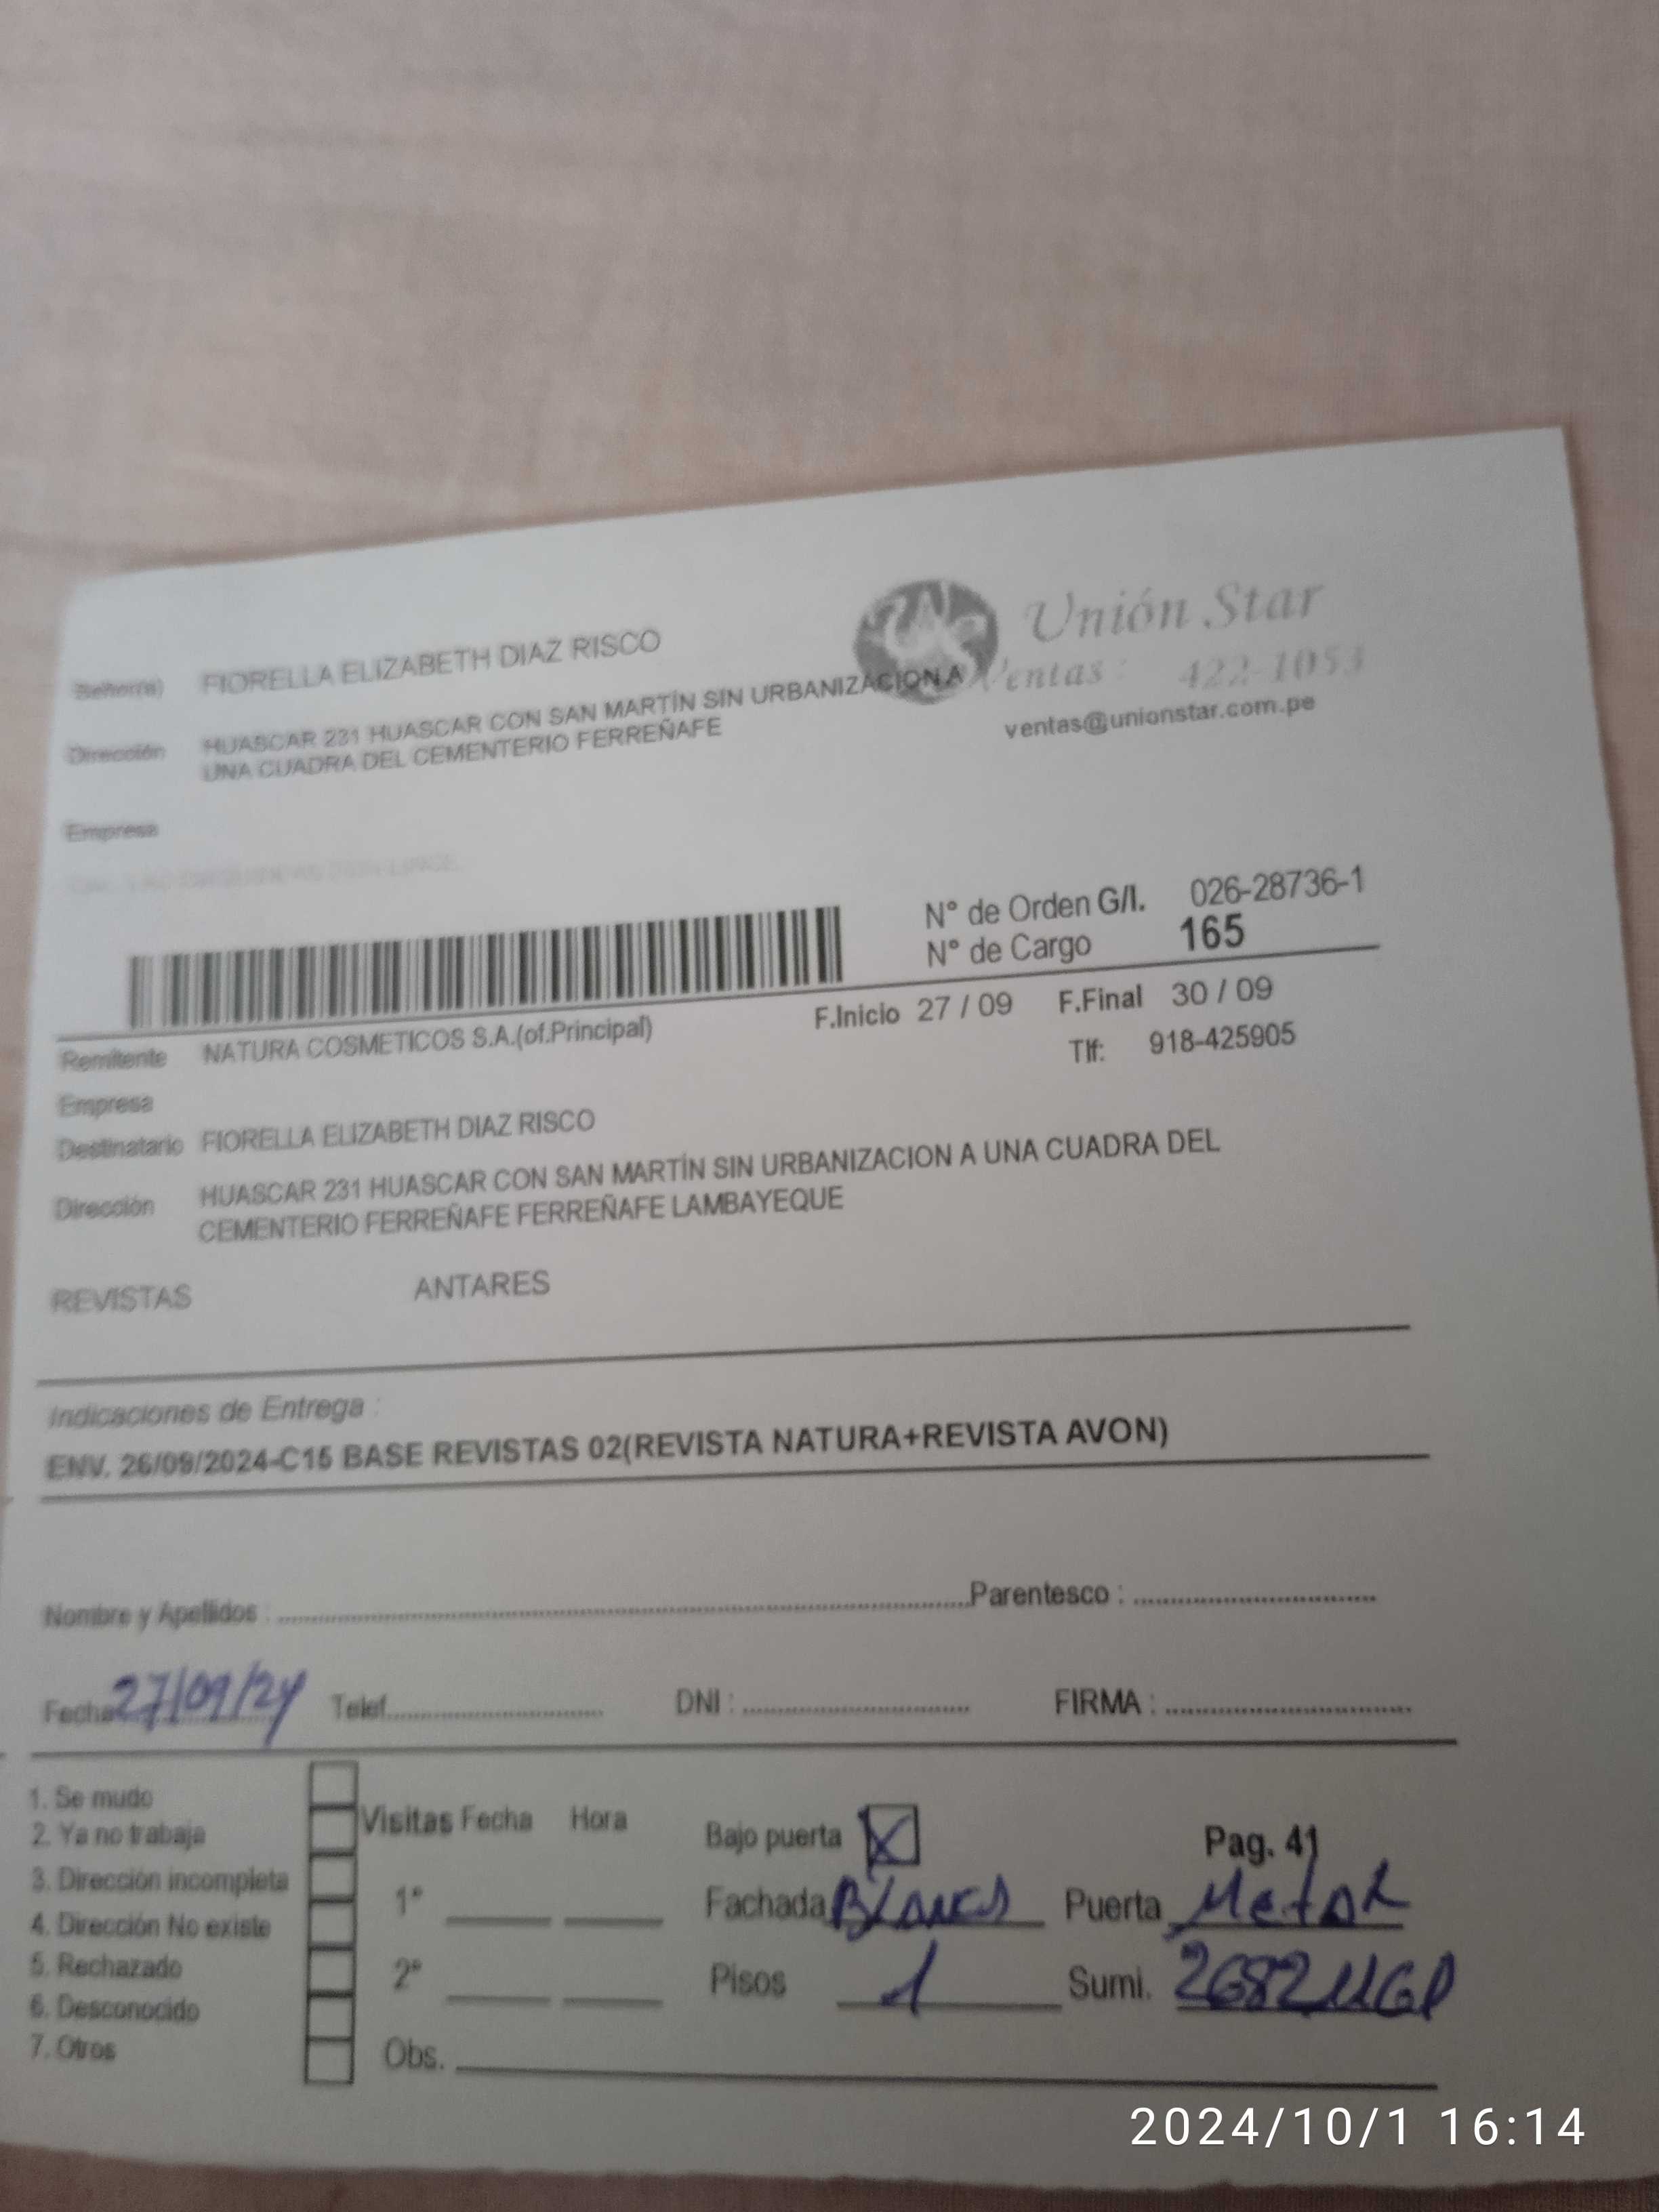 Unión Star
Señor(a) FIORELLA ELIZABETH DIAZ RISCO
Ventas : 422-1053
Dirección HUASCAR 231 HUASCAR CON SAN MARTÍN SIN URBANIZACION A
UNA CUADRA DEL CEMENTERIO FERREÑAFE
ventas@unionstar.com.pe
Empresa
N° de Orden G/I. 026-28736-1
N° de Cargo 165
F.Inicio 27 / 09 F.Final 30 / 09
Remitente NATURA COSMETICOS S.A.(of.Principal)
Tlf: 918-425905
Empresa
Destinatario FIORELLA ELIZABETH DIAZ RISCO
Dirección HUASCAR 231 HUASCAR CON SAN MARTÍN SIN URBANIZACION A UNA CUADRA DEL
CEMENTERIO FERREÑAFE FERREÑAFE LAMBAYEQUE
REVISTAS ANTARES
Indicaciones de Entrega :
ENV. 26/09/2024-C15 BASE REVISTAS 02(REVISTA NATURA+REVISTA AVON)
Nombre y Apellidos : Parentesco :
Fecha 27/09/24 Telef. DNI : FIRMA :
1. Se mudo
2. Ya no trabaja
3. Dirección incompleta
4. Dirección No existe
5. Rechazado
6. Desconocido
7. Otros
Visitas Fecha Hora
1°
2°
Obs.
Bajo puerta X Pag. 41
Fachada Blanco Puerta Metal
Pisos 1 Sumi.
2024/10/1 16:14